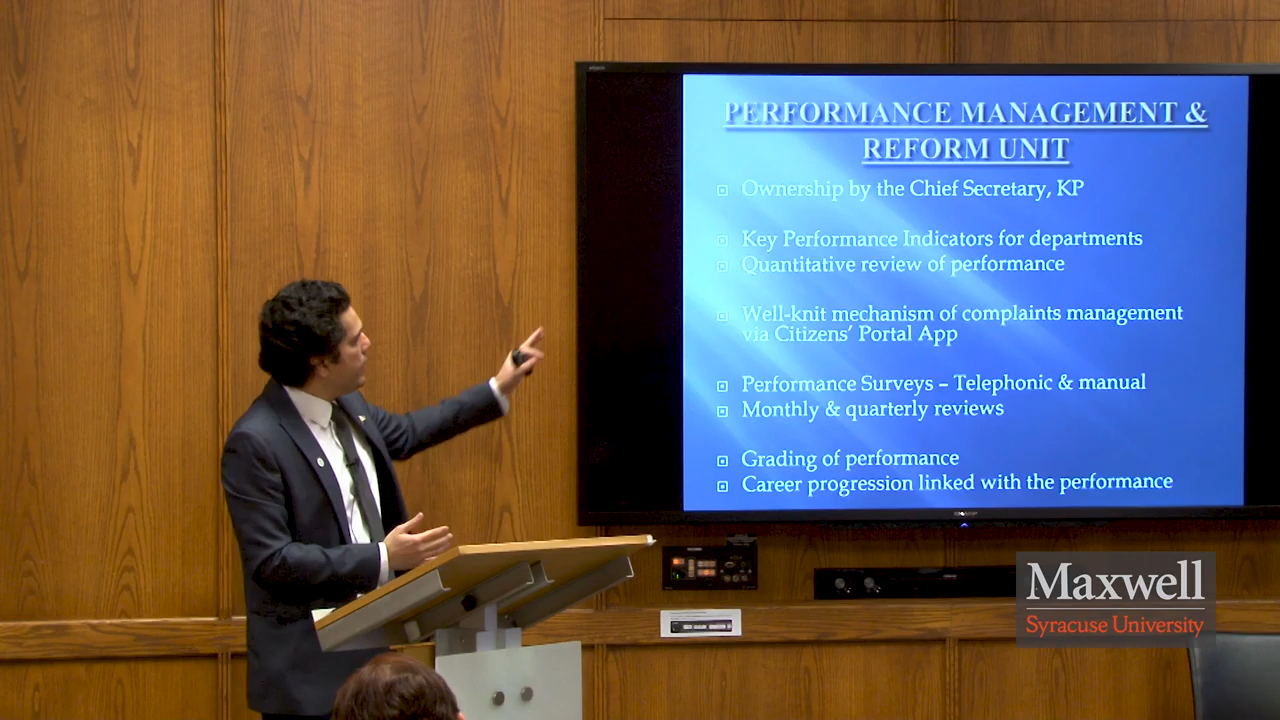 PERFORMANCE MANAGEMENT &
REFORM UNIT
Ownership by the Chief Secretary, KP
Key Performance Indicators for departments
Quantitative review of performance
Well-knit mechanism of complaints management
via Citizens' Portal App
Performance Surveys – Telephonic & manual
Monthly & quarterly reviews
Grading of performance
Career progression linked with the performance
SHARP
Maxwell
Syracuse University